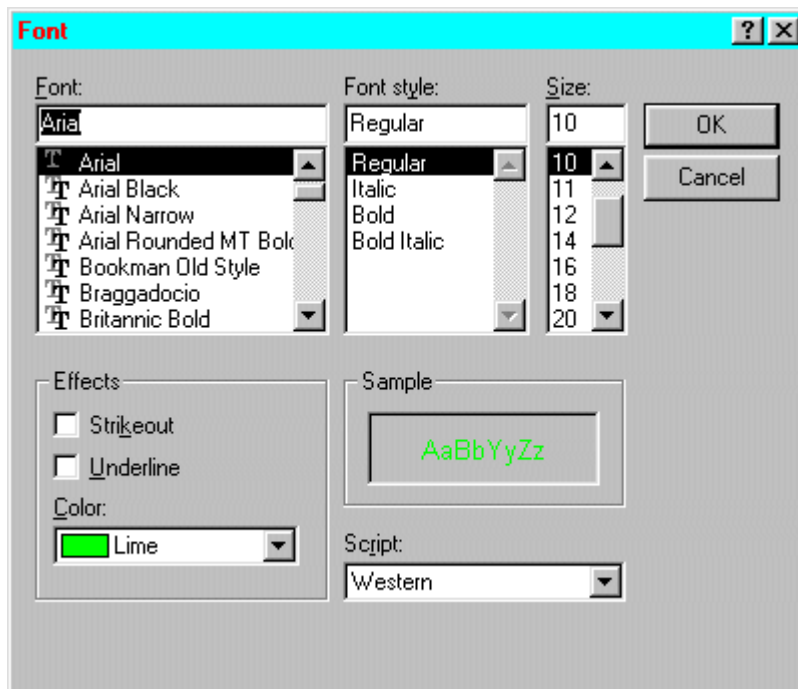 Font
Font:
Arial
Arial
Arial Black
Arial Narrow
Arial Rounded MT Bold
Bookman Old Style
Braggadocio
Britannic Bold
Font style:
Regular
Regular
Italic
Bold
Bold Italic
Size:
10
10
11
12
14
16
18
20
OK
Cancel
Effects
Strikeout
Underline
Color:
Lime
Sample
AaBbYyZz
Script:
Western